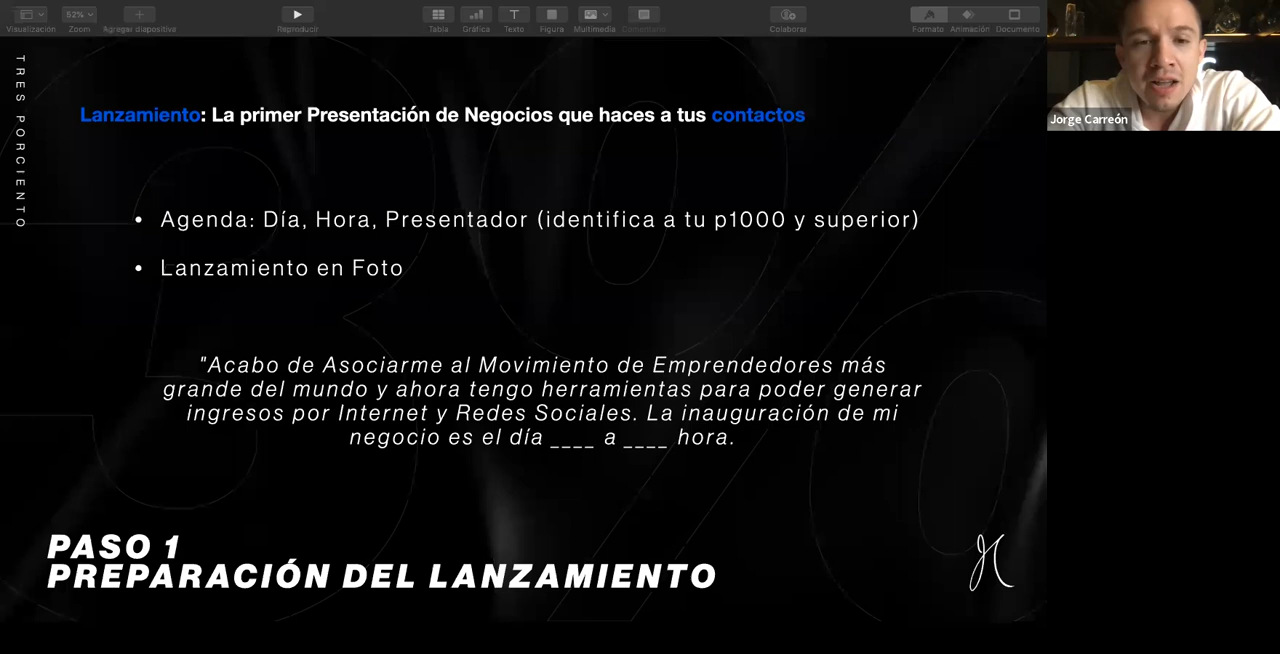 52%
Visualización
Zoom
Agregar diapositiva
Reproducir
Tabla
Gráfica
Texto
Figura
Multimedia
Comentario
Colaborar
Formato
Animación
Documento
TRES PORCIENTO
Lanzamiento: La primer Presentación de Negocios que haces a tus contactos
• Agenda: Día, Hora, Presentador (identifica a tu p1000 y superior)
• Lanzamiento en Foto
"Acabo de Asociarme al Movimiento de Emprendedores más
grande del mundo y ahora tengo herramientas para poder generar
ingresos por Internet y Redes Sociales. La inauguración de mi
negocio es el día ____ a ____ hora.
PASO 1
PREPARACIÓN DEL LANZAMIENTO
Jorge Carreón